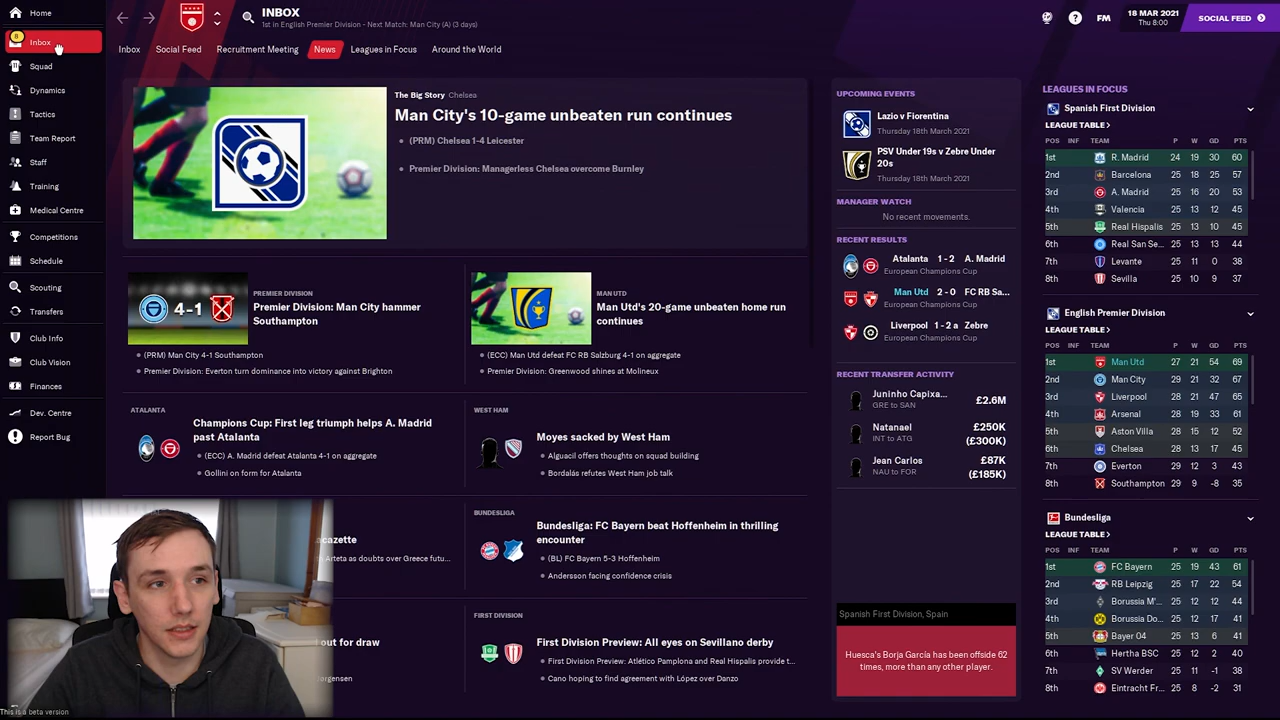 Home
INBOX
1st in English Premier Division - Next Match: Man City (A) (3 days)
FM
18 MAR 2021
Thu 8:00
SOCIAL FEED
8
Inbox
Squad
Dynamics
Tactics
Team Report
Staff
Training
Medical Centre
Competitions
Schedule
Scouting
Transfers
Club Info
Club Vision
Finances
Dev. Centre
Report Bug
Inbox
Social Feed
Recruitment Meeting
News
Leagues in Focus
Around the World
The Big Story Chelsea
Man City's 10-game unbeaten run continues
(PRM) Chelsea 1-4 Leicester
Premier Division: Managerless Chelsea overcome Burnley
4-1
PREMIER DIVISION
Premier Division: Man City hammer
Southampton
(PRM) Man City 4-1 Southampton
Premier Division: Everton turn dominance into victory against Brighton
MAN UTD
Man Utd's 20-game unbeaten home run
continues
(ECC) Man Utd defeat FC RB Salzburg 4-1 on aggregate
Premier Division: Greenwood shines at Molineux
ATALANTA
Champions Cup: First leg triumph helps A. Madrid
past Atalanta
(ECC) A. Madrid defeat Atalanta 4-1 on aggregate
Gollini on form for Atalanta
WEST HAM
Moyes sacked by West Ham
Alguacil offers thoughts on squad building
Bordalás refutes West Ham job talk
acazette
Arteta as doubts over Greece futu...
BUNDESLIGA
Bundesliga: FC Bayern beat Hoffenheim in thrilling
encounter
(BL) FC Bayern 5-3 Hoffenheim
Andersson facing confidence crisis
out for draw
ørgensen
FIRST DIVISION
First Division Preview: All eyes on Sevillano derby
First Division Preview: Atlético Pamplona and Real Hispalis provide t...
Cano hoping to find agreement with López over Danzo
UPCOMING EVENTS
Lazio v Fiorentina
Thursday 18th March 2021
PSV Under 19s v Zebre Under
20s
Thursday 18th March 2021
MANAGER WATCH
No recent movements.
RECENT RESULTS
Atalanta 1 - 2 A. Madrid
European Champions Cup
Man Utd 2 - 0 FC RB Sa...
European Champions Cup
Liverpool 1 - 2 a Zebre
European Champions Cup
RECENT TRANSFER ACTIVITY
Juninho Capixa...
GRE to SAN
£2.6M
Natanael
INT to ATG
£250K
(£300K)
Jean Carlos
NAU to FOR
£87K
(£185K)
Spanish First Division, Spain
Huesca's Borja García has been offside 62
times, more than any other player.
LEAGUES IN FOCUS
Spanish First Division
LEAGUE TABLE >
POS INF TEAM P W GD PTS
1st R. Madrid 24 19 30 60
2nd Barcelona 25 18 25 57
3rd A. Madrid 25 16 20 53
4th Valencia 25 13 12 45
5th Real Hispalis 25 14 10 45
6th Real San Se... 25 13 13 44
7th Levante 25 11 0 38
8th Sevilla 25 10 9 37
English Premier Division
LEAGUE TABLE >
POS INF TEAM P W GD PTS
1st Man Utd 27 21 54 69
2nd Man City 29 21 32 67
3rd Liverpool 28 21 47 65
4th Arsenal 28 19 33 61
5th Aston Villa 28 15 12 52
6th Chelsea 28 13 17 45
7th Everton 29 12 3 43
8th Southampton 29 9 -8 35
Bundesliga
LEAGUE TABLE >
POS INF TEAM P W GD PTS
1st FC Bayern 25 19 43 61
2nd RB Leipzig 25 17 22 54
3rd Borussia M'... 25 12 12 44
4th Borussia Do... 25 12 14 41
5th Bayer 04 25 13 6 41
6th Hertha BSC 25 12 2 40
7th SV Werder 25 11 -1 38
8th Eintracht Fr... 25 8 -2 31
This is a beta version